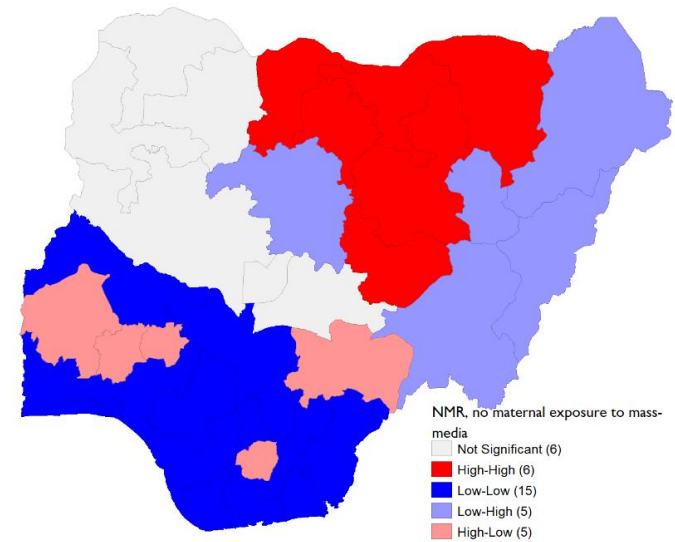 NMR, no maternal exposure to mass-
media
Not Significant (6)
High-High (6)
Low-Low (15)
Low-High (5)
High-Low (5)